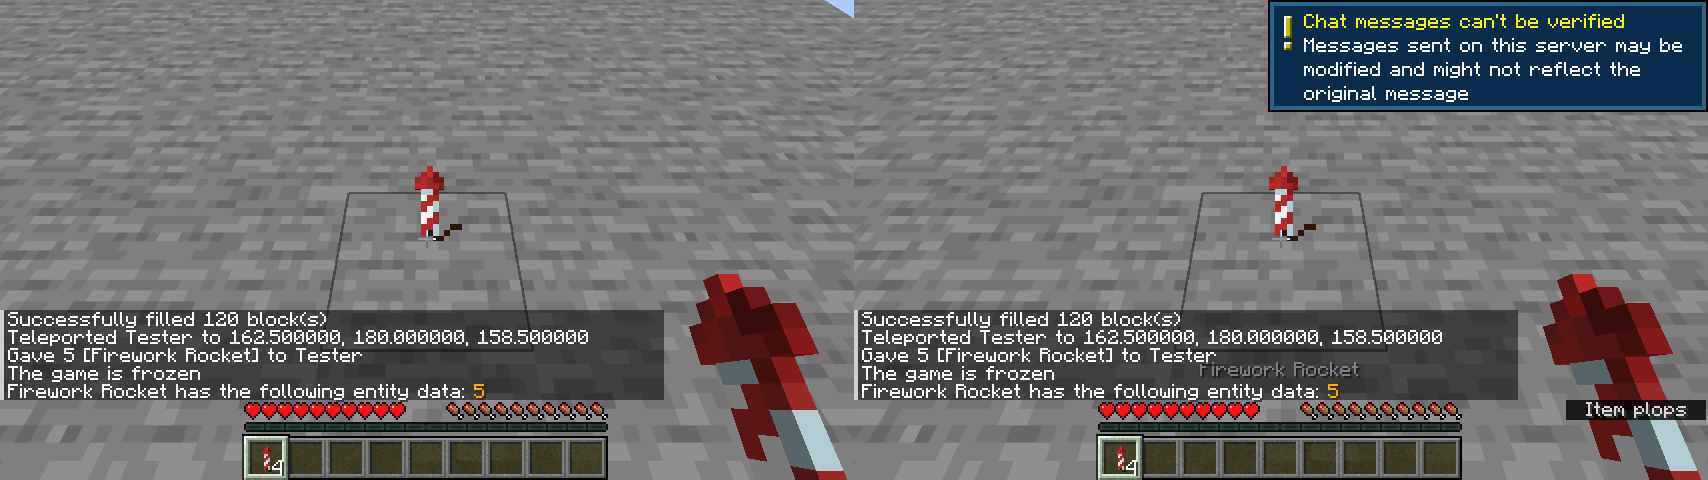 Successfully filled 120 block(s)
Teleported Tester to 162.500000, 180.000000, 158.500000
Gave 5 [Firework Rocket] to Tester
The game is frozen
Firework Rocket has the following entity data: 5
4
Chat messages can't be verified
Messages sent on this server may be
modified and might not reflect the
original message
Successfully filled 120 block(s)
Teleported Tester to 162.500000, 180.000000, 158.500000
Gave 5 [Firework Rocket] to Tester
The game is frozen
Firework Rocket
Firework Rocket has the following entity data: 5
Item plops
4